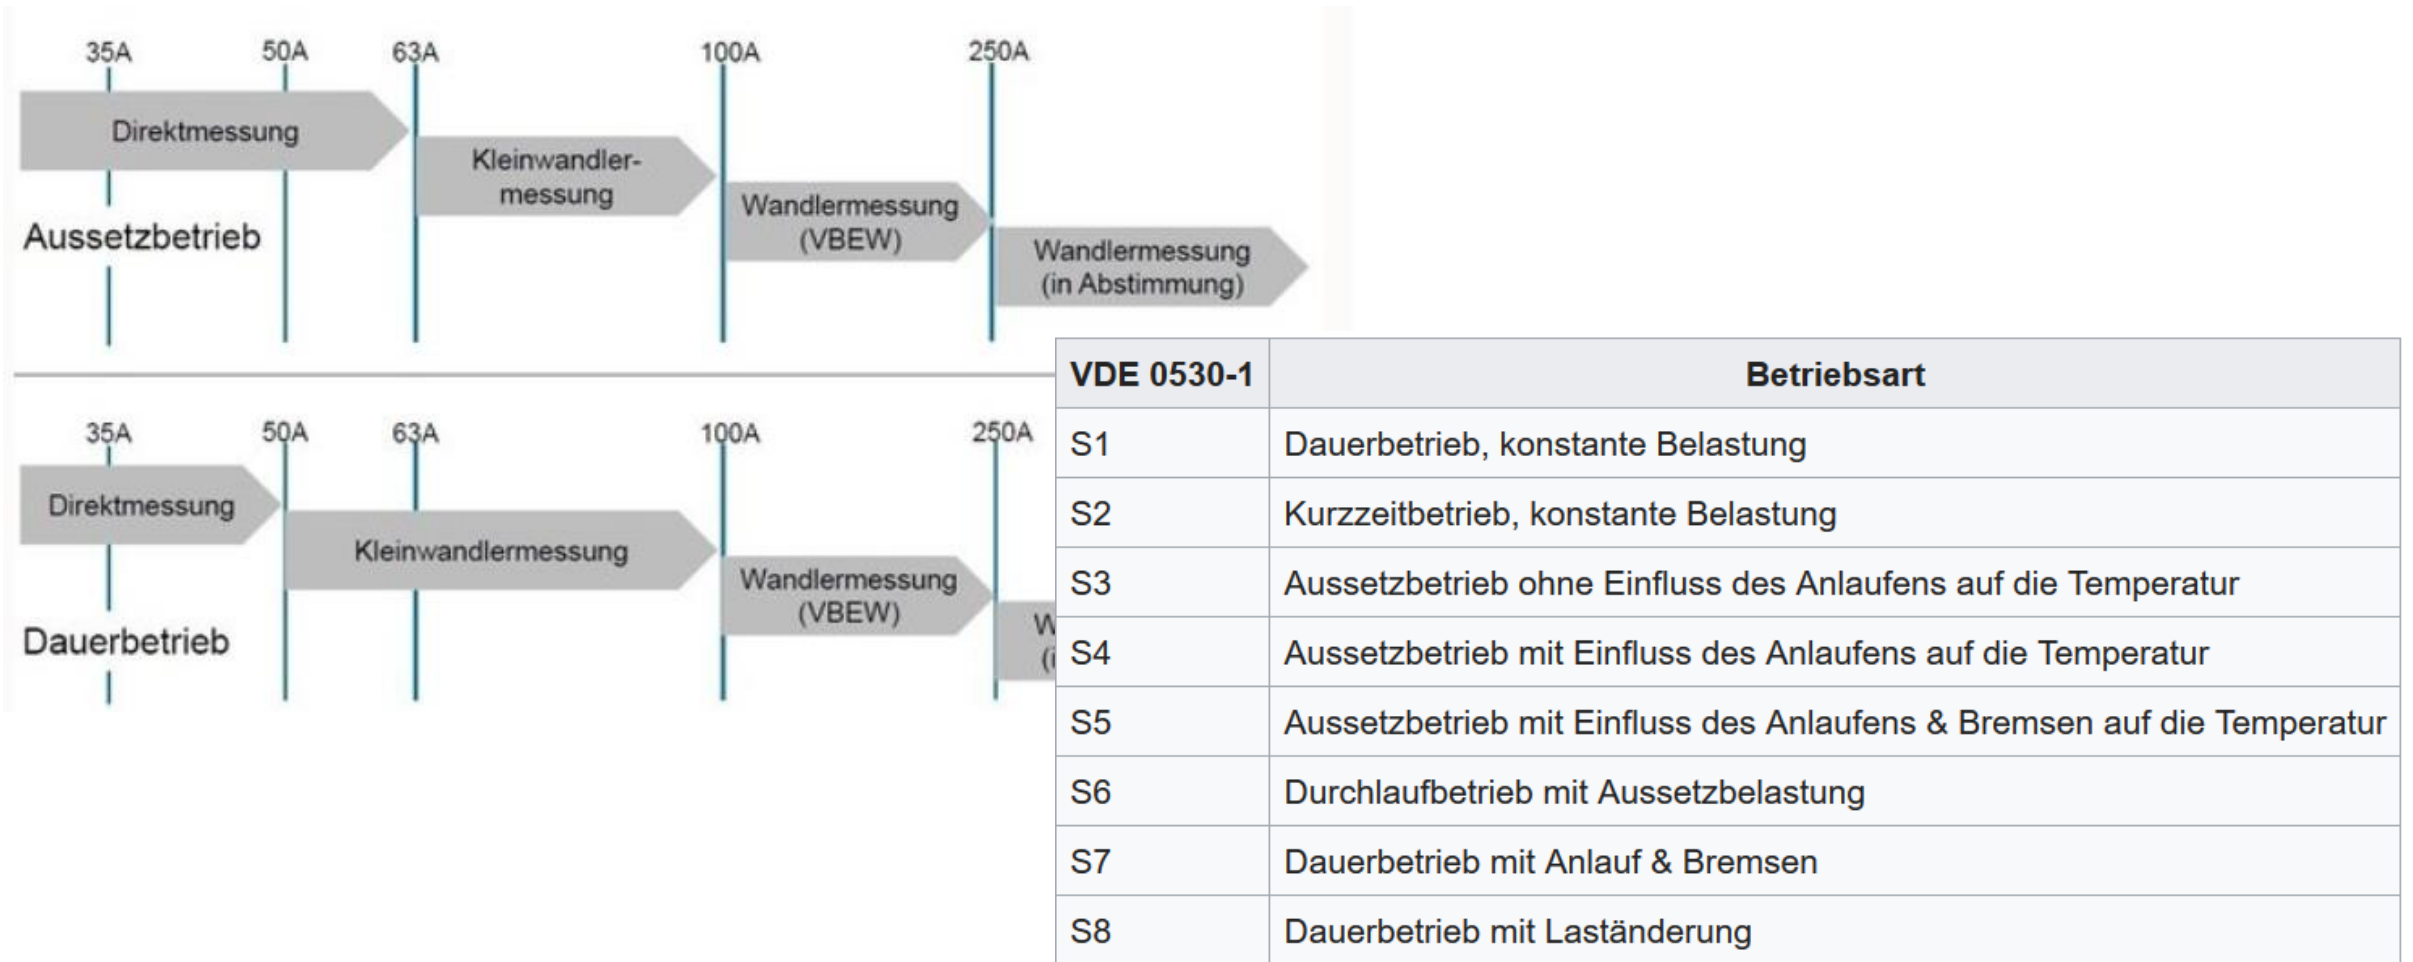 35A 50A 63A 100A 250A
Direktmessung
Kleinwandler-
messung
Wandlermessung
(VBEW)
Wandlermessung
(in Abstimmung)
Aussetzbetrieb
35A 50A 63A 100A 250A
Direktmessung
Kleinwandlermessung
Wandlermessung
(VBEW)
W
(i
Dauerbetrieb
VDE 0530-1 Betriebsart
S1 Dauerbetrieb, konstante Belastung
S2 Kurzzeitbetrieb, konstante Belastung
S3 Aussetzbetrieb ohne Einfluss des Anlaufens auf die Temperatur
S4 Aussetzbetrieb mit Einfluss des Anlaufens auf die Temperatur
S5 Aussetzbetrieb mit Einfluss des Anlaufens & Bremsen auf die Temperatur
S6 Durchlaufbetrieb mit Aussetzbelastung
S7 Dauerbetrieb mit Anlauf & Bremsen
S8 Dauerbetrieb mit Laständerung